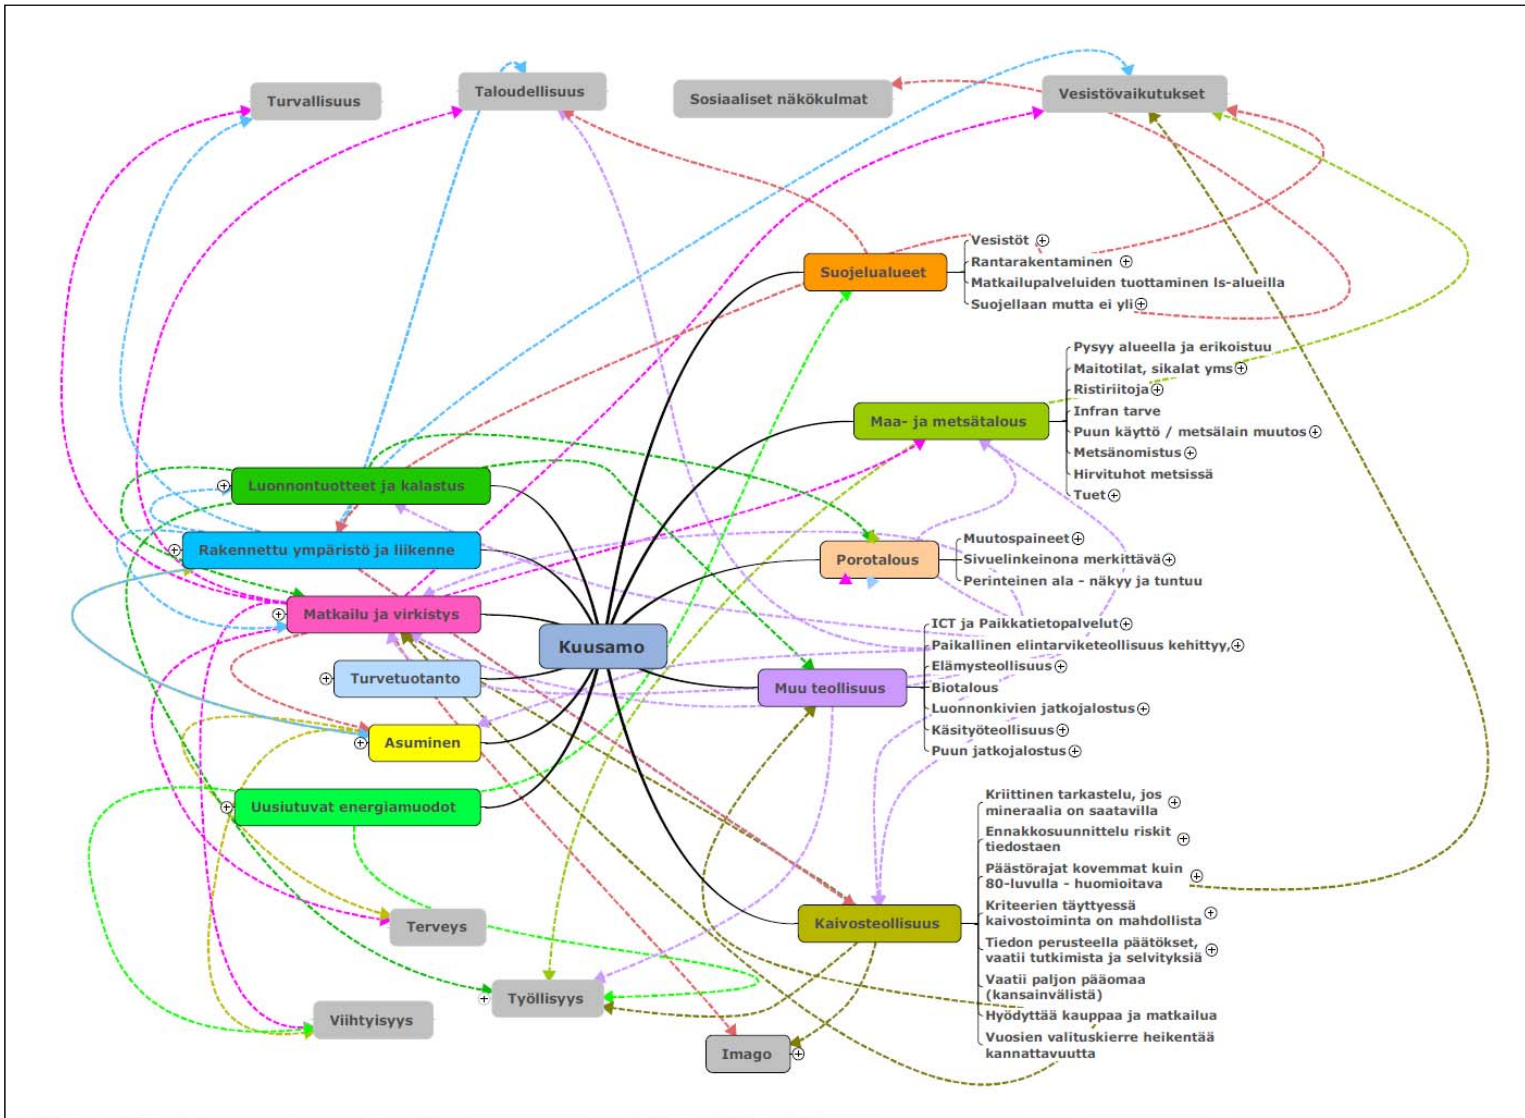 Turvallisuus
Taloudellisuus
Sosiaaliset näkökulmat
Vesistövaikutukset
Suojelualueet
Vesistöt
Rantarakentaminen
Matkailupalveluiden tuottaminen ls-alueilla
Suojellaan mutta ei yli
Maa- ja metsätalous
Pysyy alueella ja erikoistuu
Maitotilat, sikalat yms
Ristiriitoja
Infran tarve
Puun käyttö / metsälain muutos
Metsänomistus
Hirvituhot metsissä
Tuet
Luonnontuotteet ja kalastus
Rakennettu ympäristö ja liikenne
Matkailu ja virkistys
Turvetuotanto
Asuminen
Uusiutuvat energiamuodot
Kuusamo
Porotalous
Muutospaineet
Sivuelinkeinona merkittävä
Perinteinen ala - näkyy ja tuntuu
Muu teollisuus
ICT ja Paikkatietopalvelut
Paikallinen elintarviketeollisuus kehittyy,
Elämysteollisuus
Biotalous
Luonnonkivien jatkojalostus
Käsityöteollisuus
Puun jatkojalostus
Kaivosteollisuus
Kriittinen tarkastelu, jos
mineraalia on saatavilla
Ennakkosuunnittelu riskit
tiedostaen
Päästörajat kovemmat kuin
80-luvulla - huomioitava
Kriteerien täyttyessä
kaivostoiminta on mahdollista
Tiedon perusteella päätökset,
vaatii tutkimista ja selvityksiä
Vaatii paljon pääomaa
(kansainvälistä)
Hyödyttää kauppaa ja matkailua
Vuosien valituskierre heikentää
kannattavuutta
Terveys
Työllisyys
Viihtyisyys
Imago